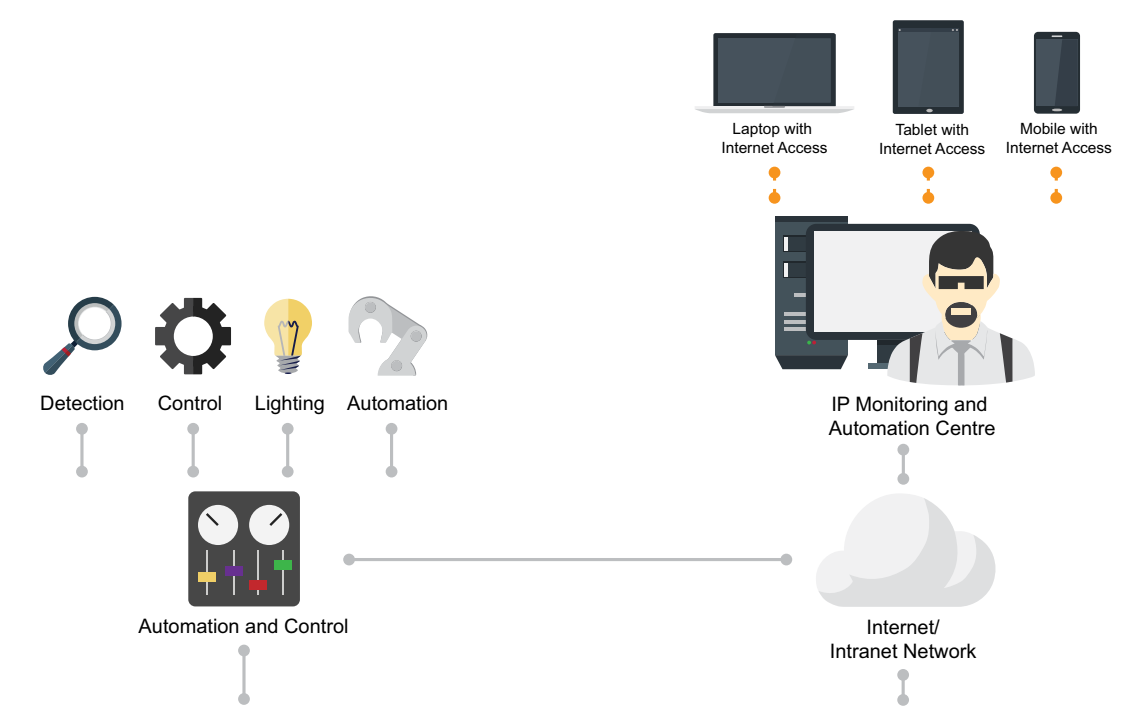 Laptop with
Internet Access
Tablet with
Internet Access
Mobile with
Internet Access
Detection
Control
Lighting
Automation
IP Monitoring and
Automation Centre
Automation and Control
Internet/
Intranet Network